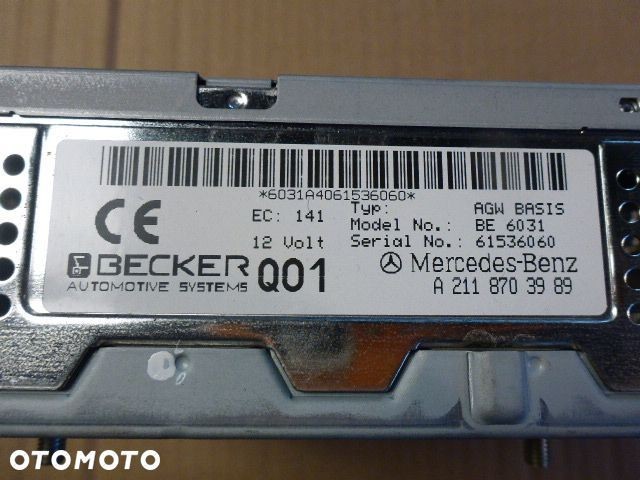 *6031A4061536060*
CE
EC: 141
12 Volt
Typ: AGW BASIS
Model No.: BE 6031
Serial No.: 61536060
BECKER
AUTOMOTIVE SYSTEMS
Q01
Mercedes-Benz
A 211 870 39 89
OTOMOTO